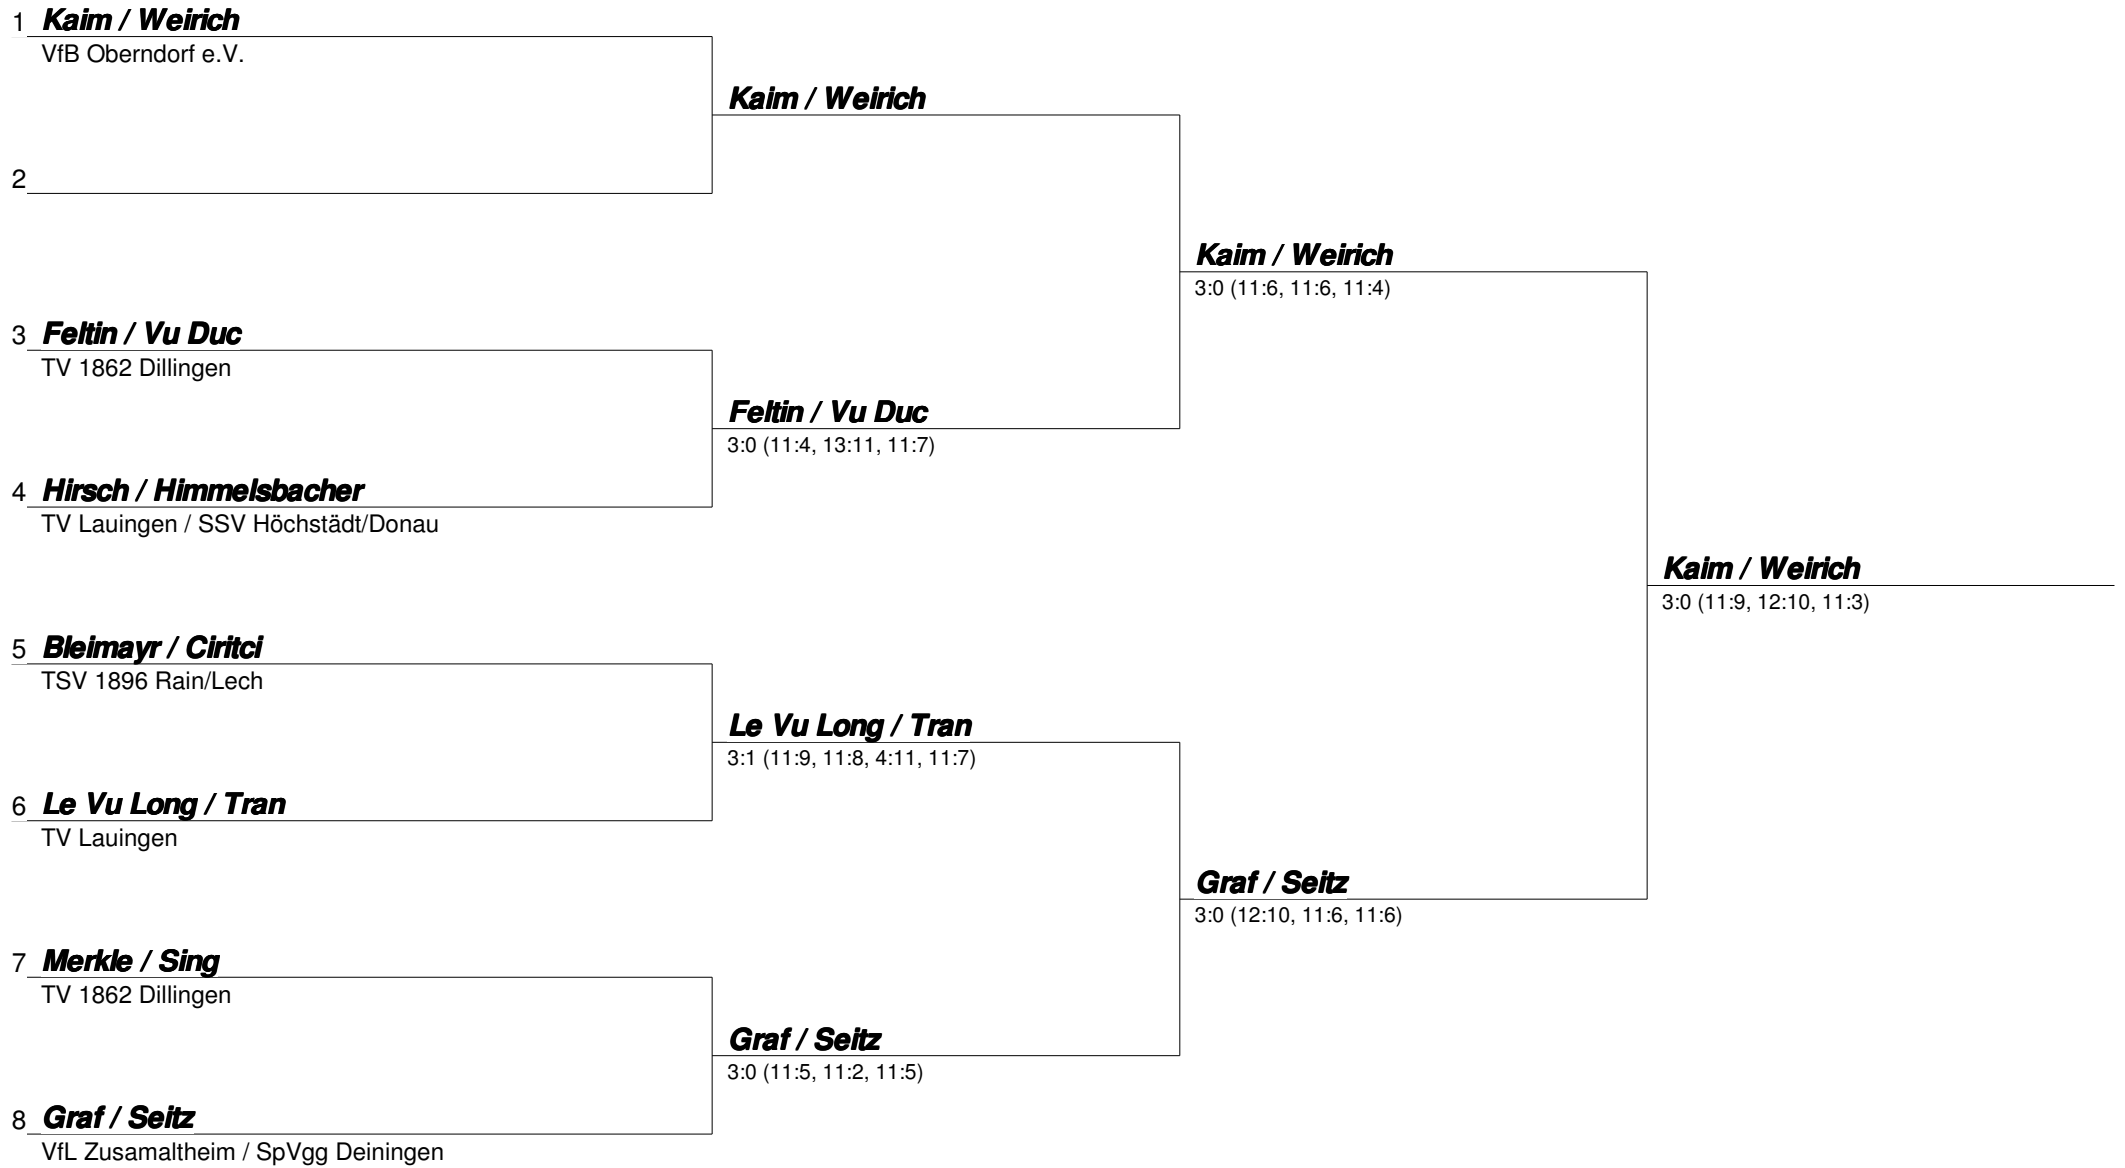 1 Kaim / Weirich
VfB Oberndorf e.V.
Kaim / Weirich
2
Kaim / Weirich
3:0 (11:6, 11:6, 11:4)
3 Feltin / Vu Duc
TV 1862 Dillingen
Feltin / Vu Duc
3:0 (11:4, 13:11, 11:7)
4 Hirsch / Himmelsbacher
TV Lauingen / SSV Höchstädt/Donau
Kaim / Weirich
3:0 (11:9, 12:10, 11:3)
5 Bleimayr / Ciritci
TSV 1896 Rain/Lech
Le Vu Long / Tran
3:1 (11:9, 11:8, 4:11, 11:7)
6 Le Vu Long / Tran
TV Lauingen
Graf / Seitz
3:0 (12:10, 11:6, 11:6)
7 Merkle / Sing
TV 1862 Dillingen
Graf / Seitz
3:0 (11:5, 11:2, 11:5)
8 Graf / Seitz
VfL Zusamaltheim / SpVgg Deiningen